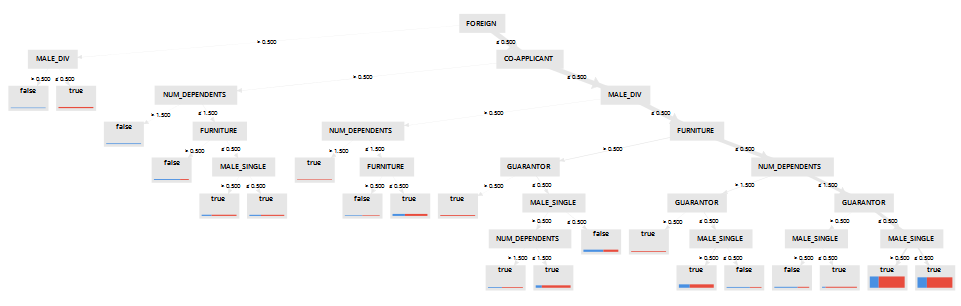 FOREIGN
> 0.500 ≤ 0.500
MALE_DIV CO-APPLICANT
> 0.500 ≤ 0.500 > 0.500 ≤ 0.500
false true NUM_DEPENDENTS MALE_DIV
> 1.500 ≤ 1.500 > 0.500 ≤ 0.500
false FURNITURE NUM_DEPENDENTS FURNITURE
> 0.500 ≤ 0.500 > 1.500 ≤ 1.500 > 0.500 ≤ 0.500
false MALE_SINGLE true FURNITURE GUARANTOR NUM_DEPENDENTS
> 0.500 ≤ 0.500 > 0.500 ≤ 0.500 > 0.500 ≤ 0.500 > 1.500 ≤ 1.500
true true false true true MALE_SINGLE GUARANTOR GUARANTOR
> 0.500 ≤ 0.500 > 0.500 ≤ 0.500 > 0.500 ≤ 0.500
NUM_DEPENDENTS false true MALE_SINGLE MALE_SINGLE MALE_SINGLE
> 1.500 ≤ 1.500 > 0.500 ≤ 0.500 > 0.500 ≤ 0.500 > 0.500 ≤ 0.500
true true true false false true true true